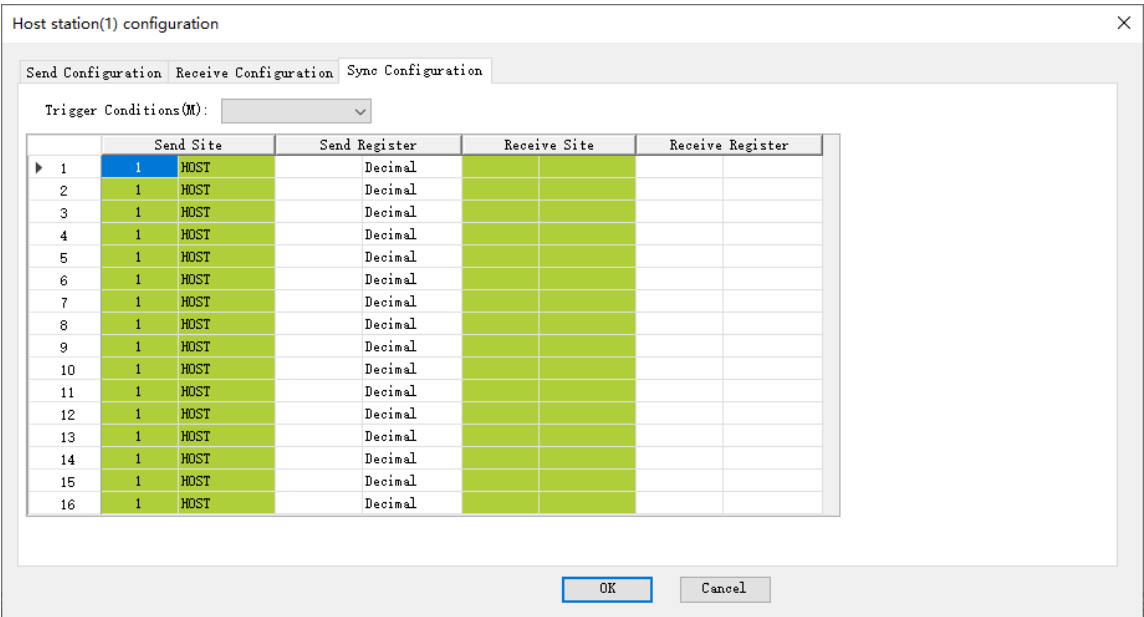 Host station(1) configuration
Send Configuration Receive Configuration Sync Configuration
Trigger Conditions(M):
Send Site Send Register Receive Site Receive Register
1 1 HOST Decimal
2 1 HOST Decimal
3 1 HOST Decimal
4 1 HOST Decimal
5 1 HOST Decimal
6 1 HOST Decimal
7 1 HOST Decimal
8 1 HOST Decimal
9 1 HOST Decimal
10 1 HOST Decimal
11 1 HOST Decimal
12 1 HOST Decimal
13 1 HOST Decimal
14 1 HOST Decimal
15 1 HOST Decimal
16 1 HOST Decimal
OK Cancel